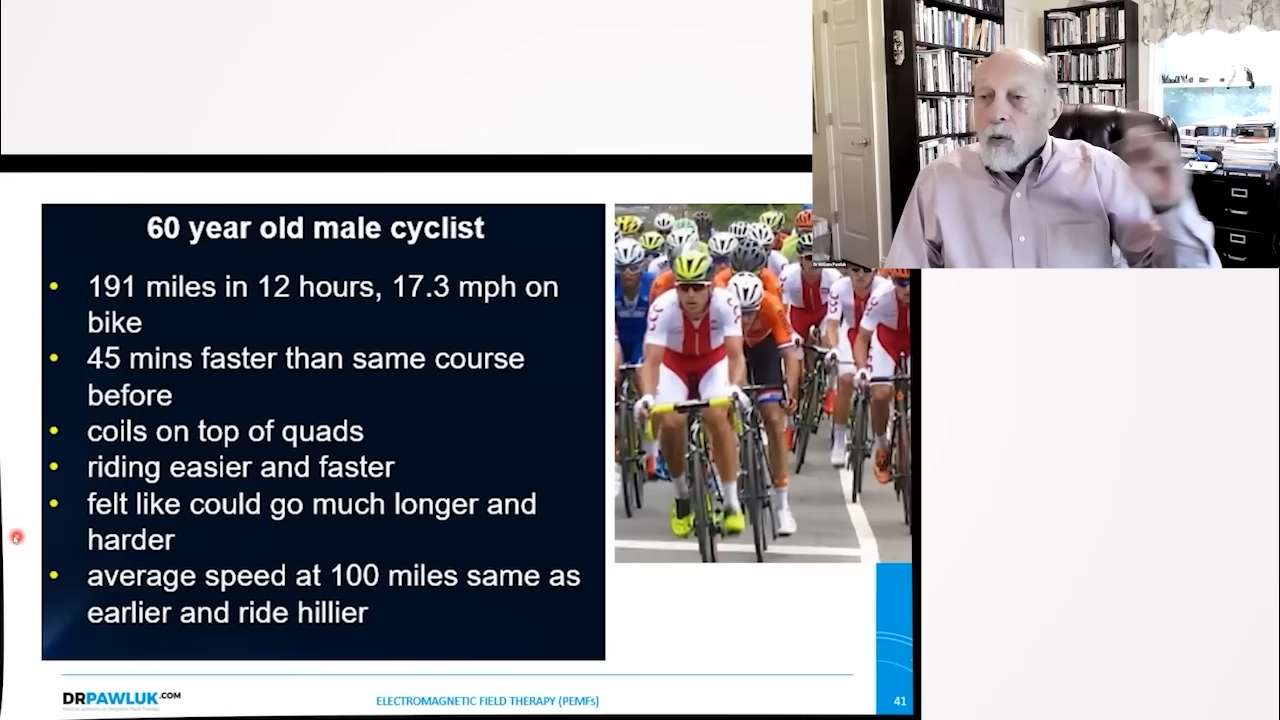 60 year old male cyclist
• 191 miles in 12 hours, 17.3 mph on
bike
• 45 mins faster than same course
before
• coils on top of quads
• riding easier and faster
• felt like could go much longer and
harder
• average speed at 100 miles same as
earlier and ride hillier
Dr William Pawluk
DRPAWLUK.COM
ELECTROMAGNETIC FIELD THERAPY (PEMFs)
41